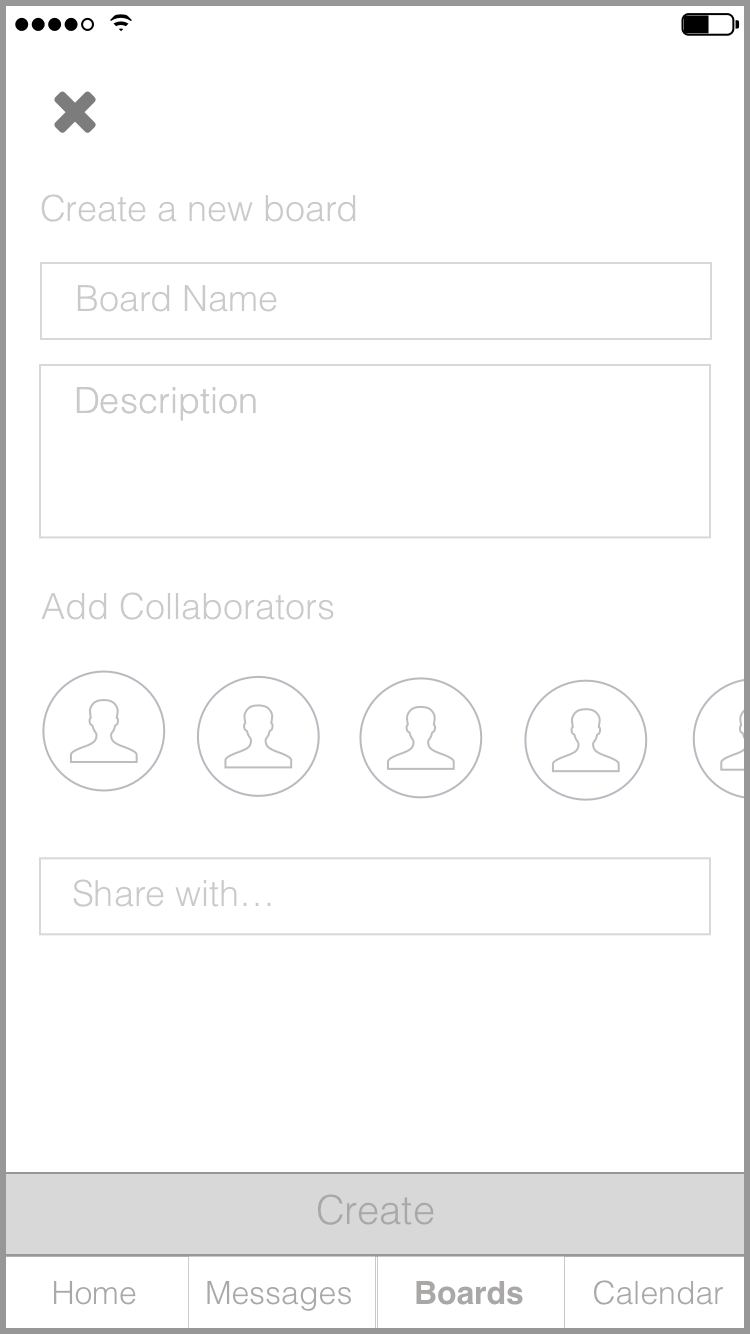 Create a new board
Board Name
Description
Add Collaborators
Share with...
Create
Home
Messages
Boards
Calendar